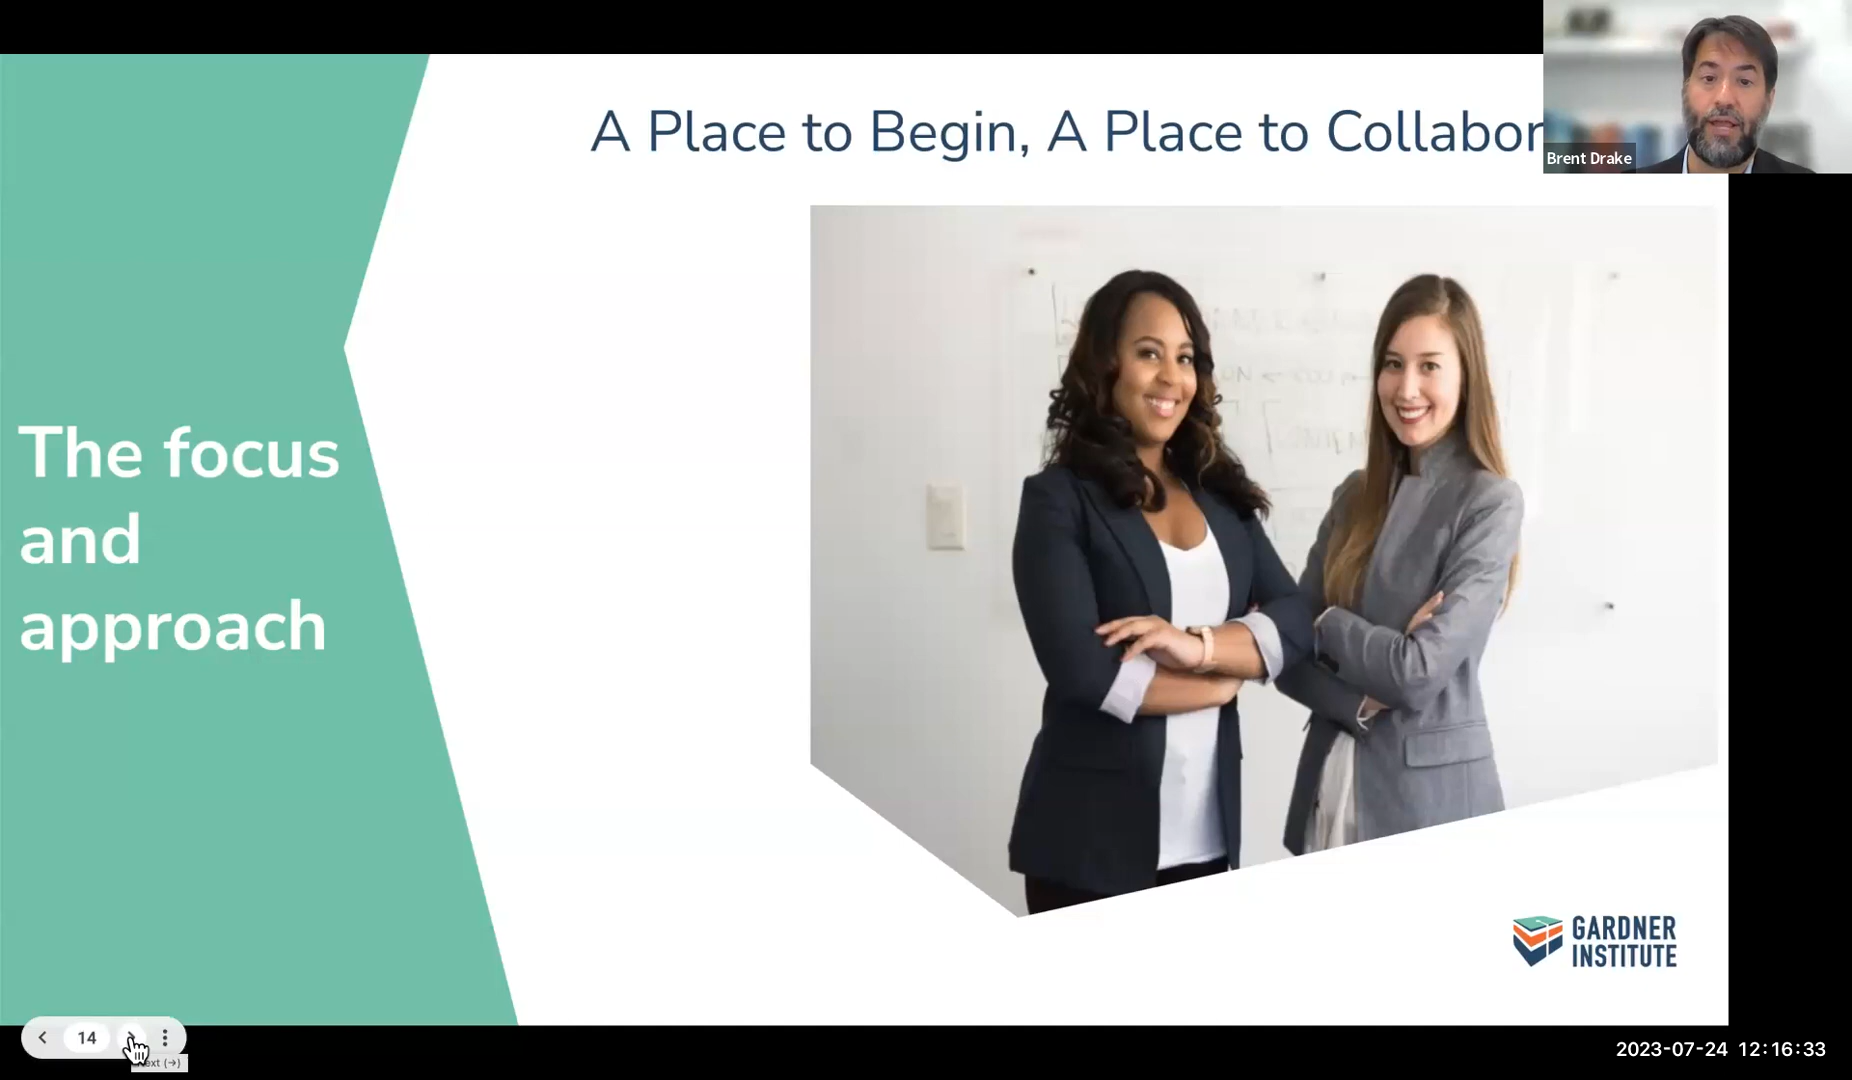 A Place to Begin, A Place to Collabor
Brent Drake
The focus
and
approach
GARDNER
INSTITUTE
14
ext (→)
2023-07-24 12:16:33